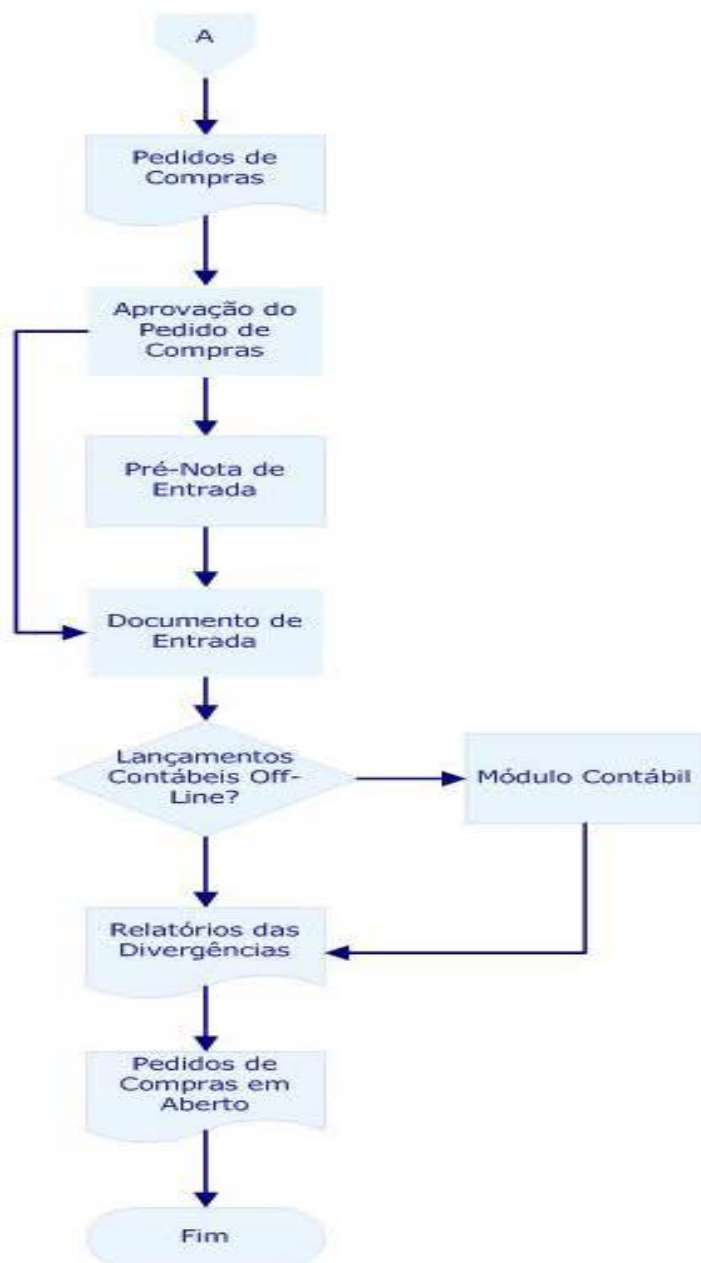 A
Pedidos de
Compras
Aprovação do
Pedido de
Compras
Pré-Nota de
Entrada
Documento de
Entrada
Lançamentos
Contábeis Off-
Line?
Módulo Contábil
Relatórios das
Divergências
Pedidos de
Compras em
Aberto
Fim